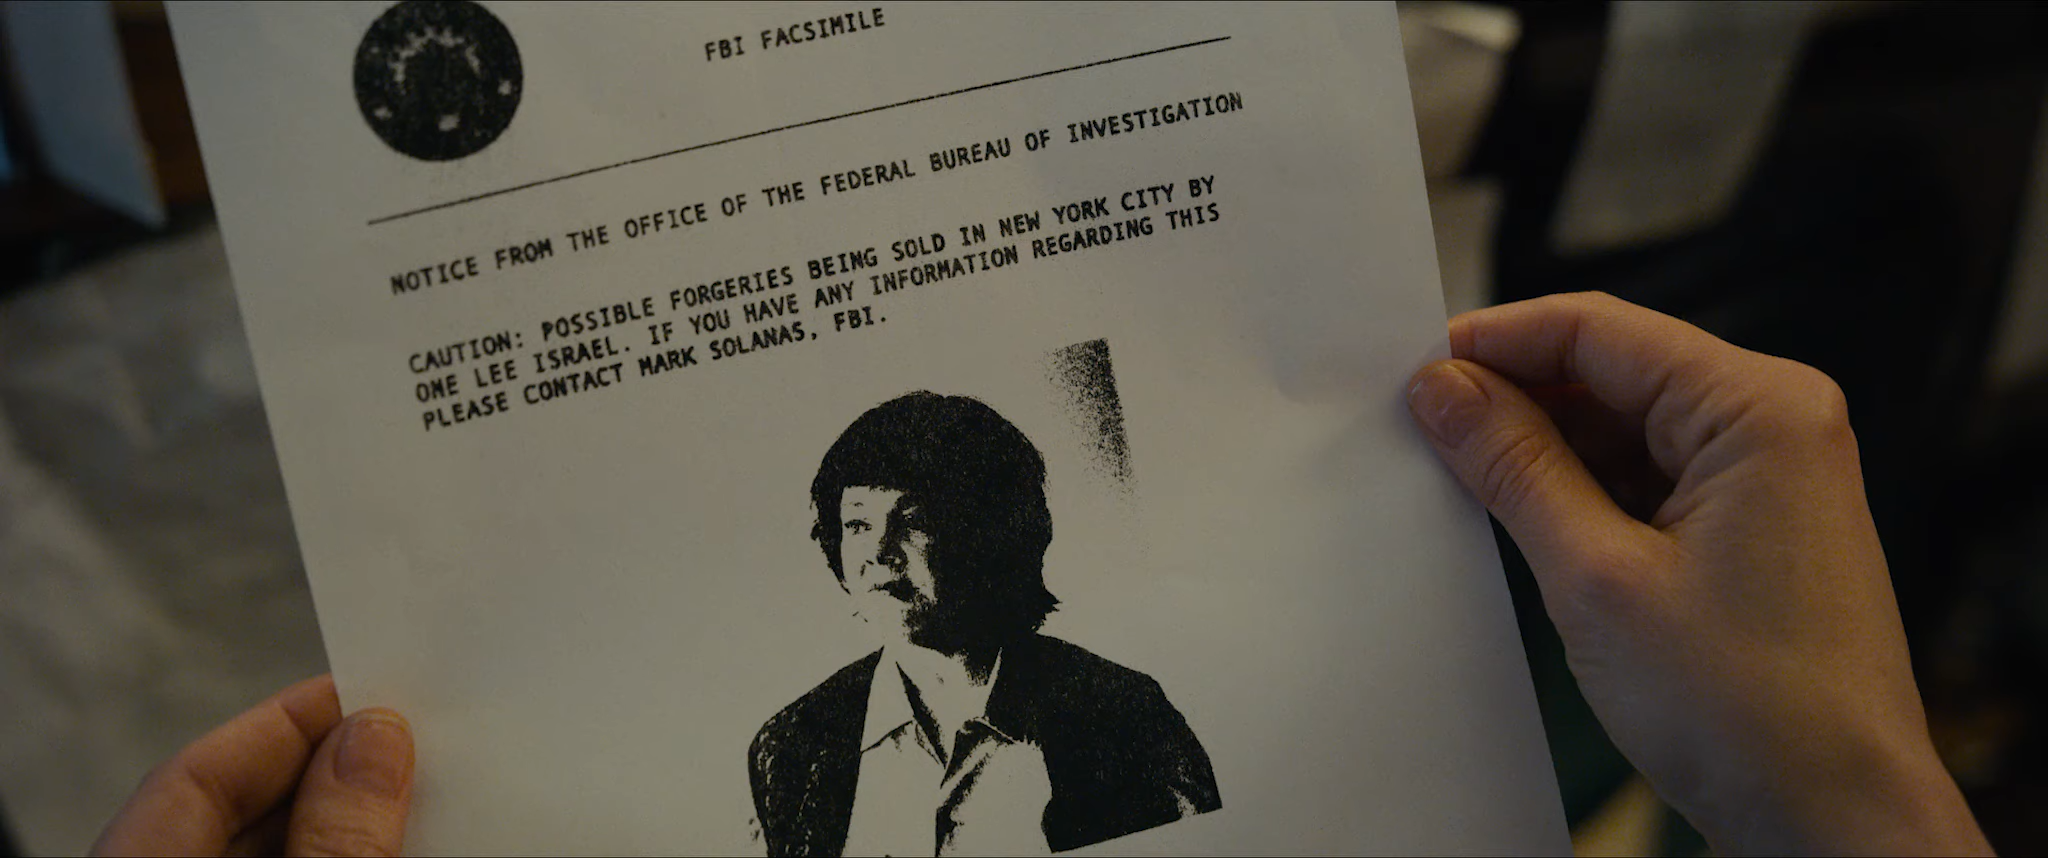 FBI FACSIMILE
NOTICE FROM THE OFFICE OF THE FEDERAL BUREAU OF INVESTIGATION
CAUTION: POSSIBLE FORGERIES BEING SOLD IN NEW YORK CITY BY
ONE LEE ISRAEL. IF YOU HAVE ANY INFORMATION REGARDING THIS
PLEASE CONTACT MARK SOLANAS, FBI.